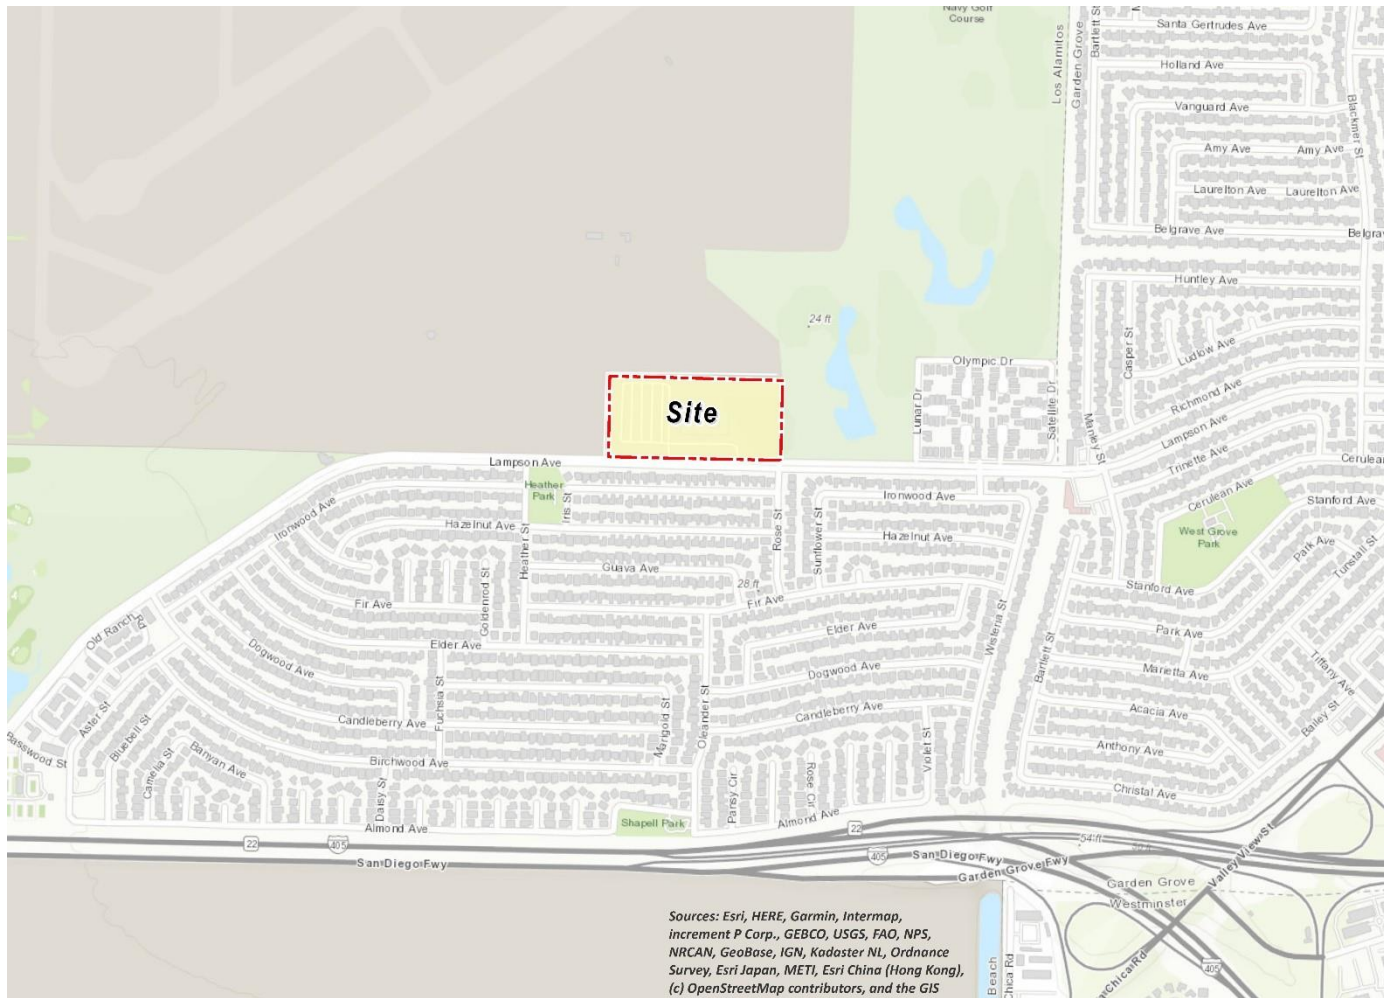 Navy Golf
Course
Santa Gertrudes Ave
Bartlett St
Holland Ave
Los Alamitos
Garden Grove
Vanguard Ave
Blackmer St
Amy Ave
Amy Ave
Laurelton Ave
Laurelton Ave
Belgrave Ave
Belgra
Huntley Ave
24 ft
Casper St
Ludlow Ave
Olympic Dr
Richmond Ave
Lunar Dr
Satellite Dr
Site
Manley St
Lampson Ave
Trinette Ave
Lampson Ave
Cerulean
Heather
Park
Iris St
Ironwood Ave
Ironwood Ave
Cerulean Ave
Stanford Ave
Hazelnut Ave
Rose St
Sunflower St
Hazelnut Ave
West Grove
Park
Park Ave
Tunstall St
Heather St
Guava Ave
28 ft
Goldenrod St
Fir Ave
Fir Ave
Stanford Ave
Old Ranch
Rd
Elder Ave
Elder Ave
Wisteria St
Park Ave
Bartlett St
Dogwood Ave
Dogwood Ave
Marietta Ave
Tiffany Ave
Aster St
Fuchsia St
Marigold St
Oleander St
Candleberry Ave
Candleberry Ave
Acacia Ave
Bailey St
Basswood St
Bluebell St
Violet St
Anthony Ave
Camelia St
Banyan Ave
Birchwood Ave
Daisy St
Pansy Cir
Rose Cir
Christal Ave
Almond Ave
Shapell Park
Almond Ave
22
22
405
San Diego Fwy
405
San Diego Fwy
Garden Grove Fwy
54 ft
Valley View St
Garden Grove
Westminster
Sources: Esri, HERE, Garmin, Intermap,
increment P Corp., GEBCO, USGS, FAO, NPS,
NRCAN, GeoBase, IGN, Kadaster NL, Ordnance
Survey, Esri Japan, METI, Esri China (Hong Kong),
(c) OpenStreetMap contributors, and the GIS
Beach
Chica Rd
a Chica Rd
405